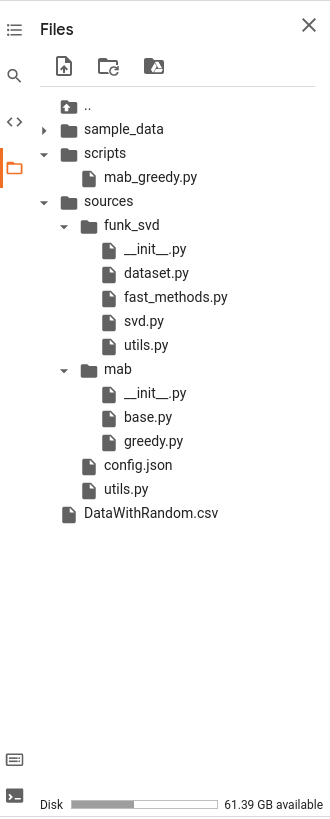 Files
..
sample_data
scripts
mab_greedy.py
sources
funk_svd
__init__.py
dataset.py
fast_methods.py
svd.py
utils.py
mab
__init__.py
base.py
greedy.py
config.json
utils.py
DataWithRandom.csv
Disk 61.39 GB available